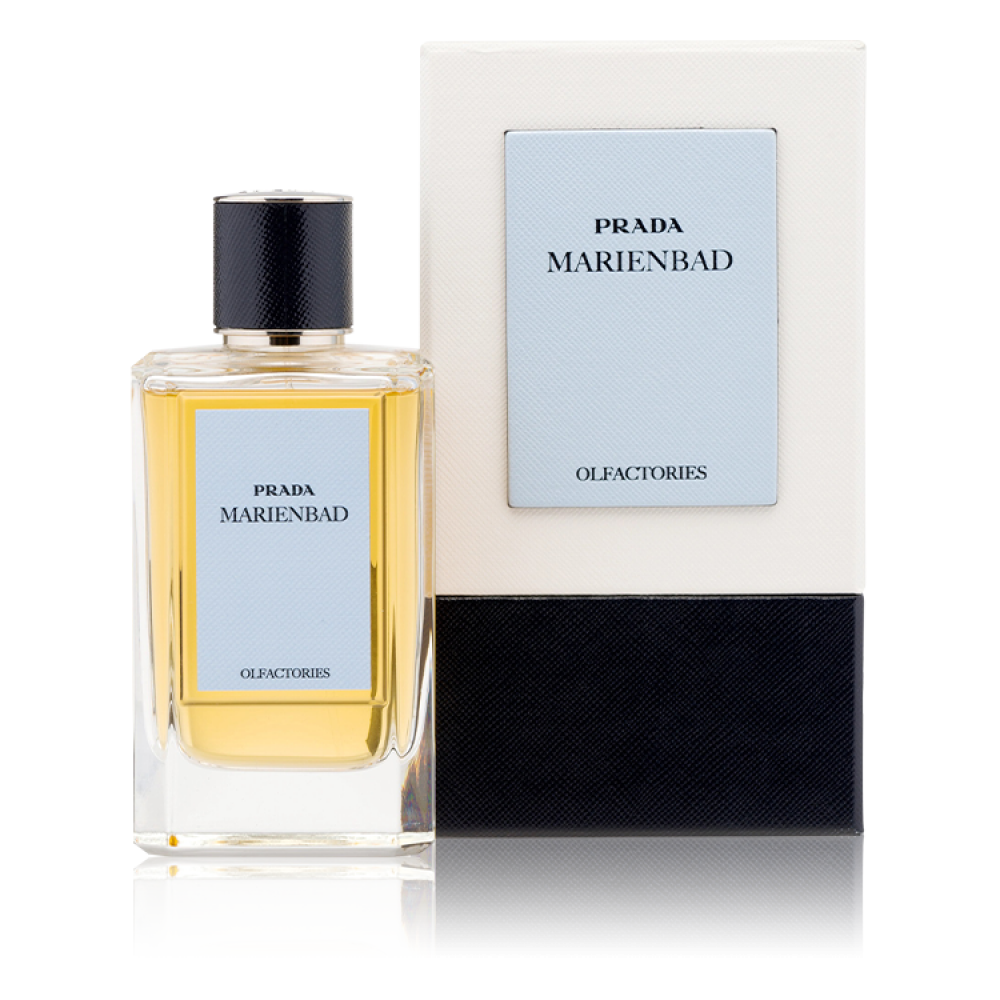 PRADA
MARIENBAD
OLFACTORIES
PRADA
MARIENBAD
OLFACTORIES